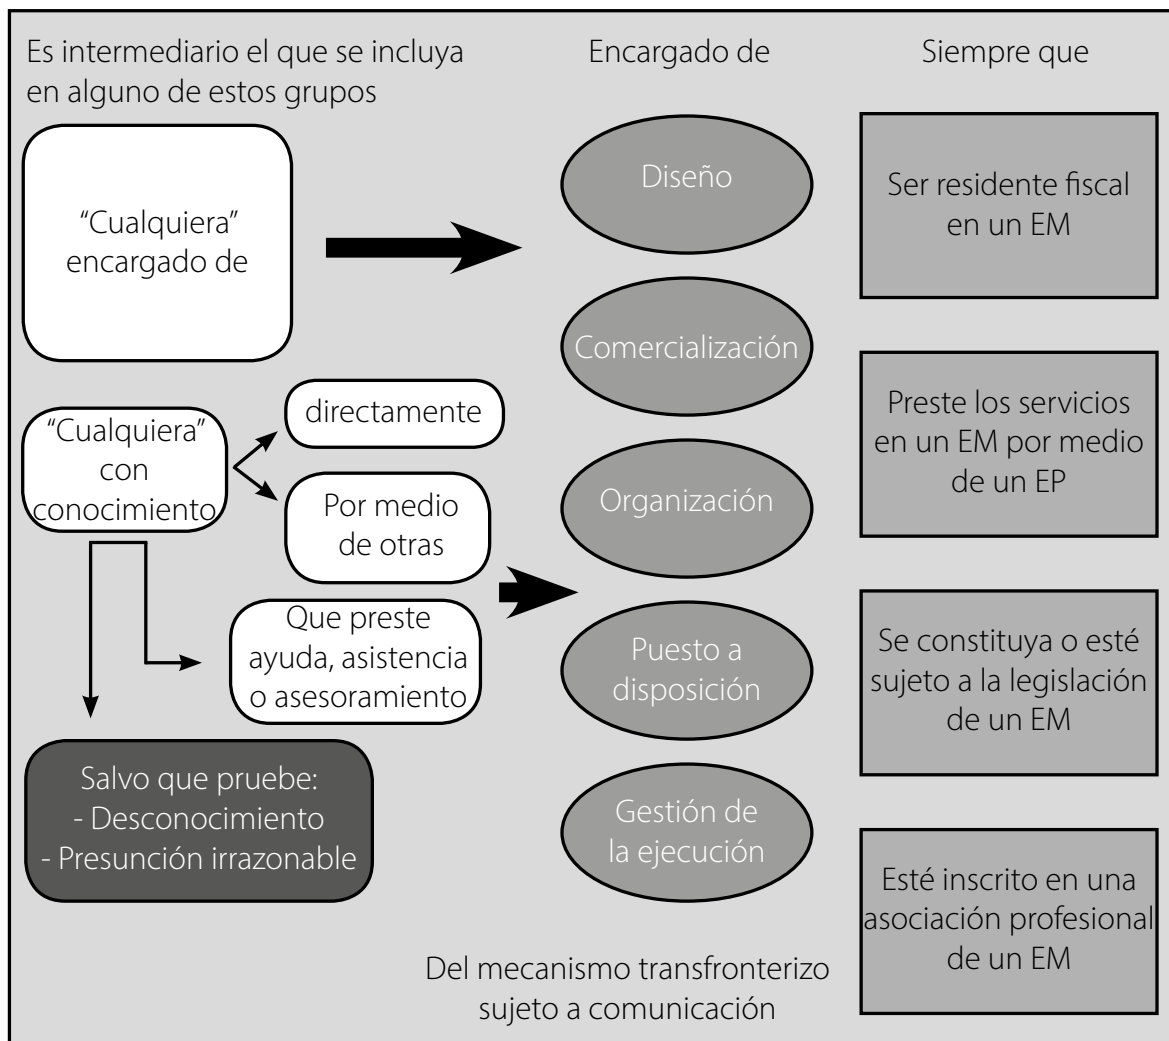 Es intermediario el que se incluya
en alguno de estos grupos
“Cualquiera”
encargado de
“Cualquiera”
con
conocimiento
directamente
Por medio
de otras
Que preste
ayuda, asistencia
o asesoramiento
Salvo que pruebe:
- Desconocimiento
- Presunción irrazonable
Encargado de
Diseño
Comercialización
Organización
Puesto a
disposición
Gestión de
la ejecución
Del mecanismo transfronterizo
sujeto a comunicación
Siempre que
Ser residente fiscal
en un EM
Preste los servicios
en un EM por medio
de un EP
Se constituya o esté
sujeto a la legislación
de un EM
Esté inscrito en una
asociación profesional
de un EM